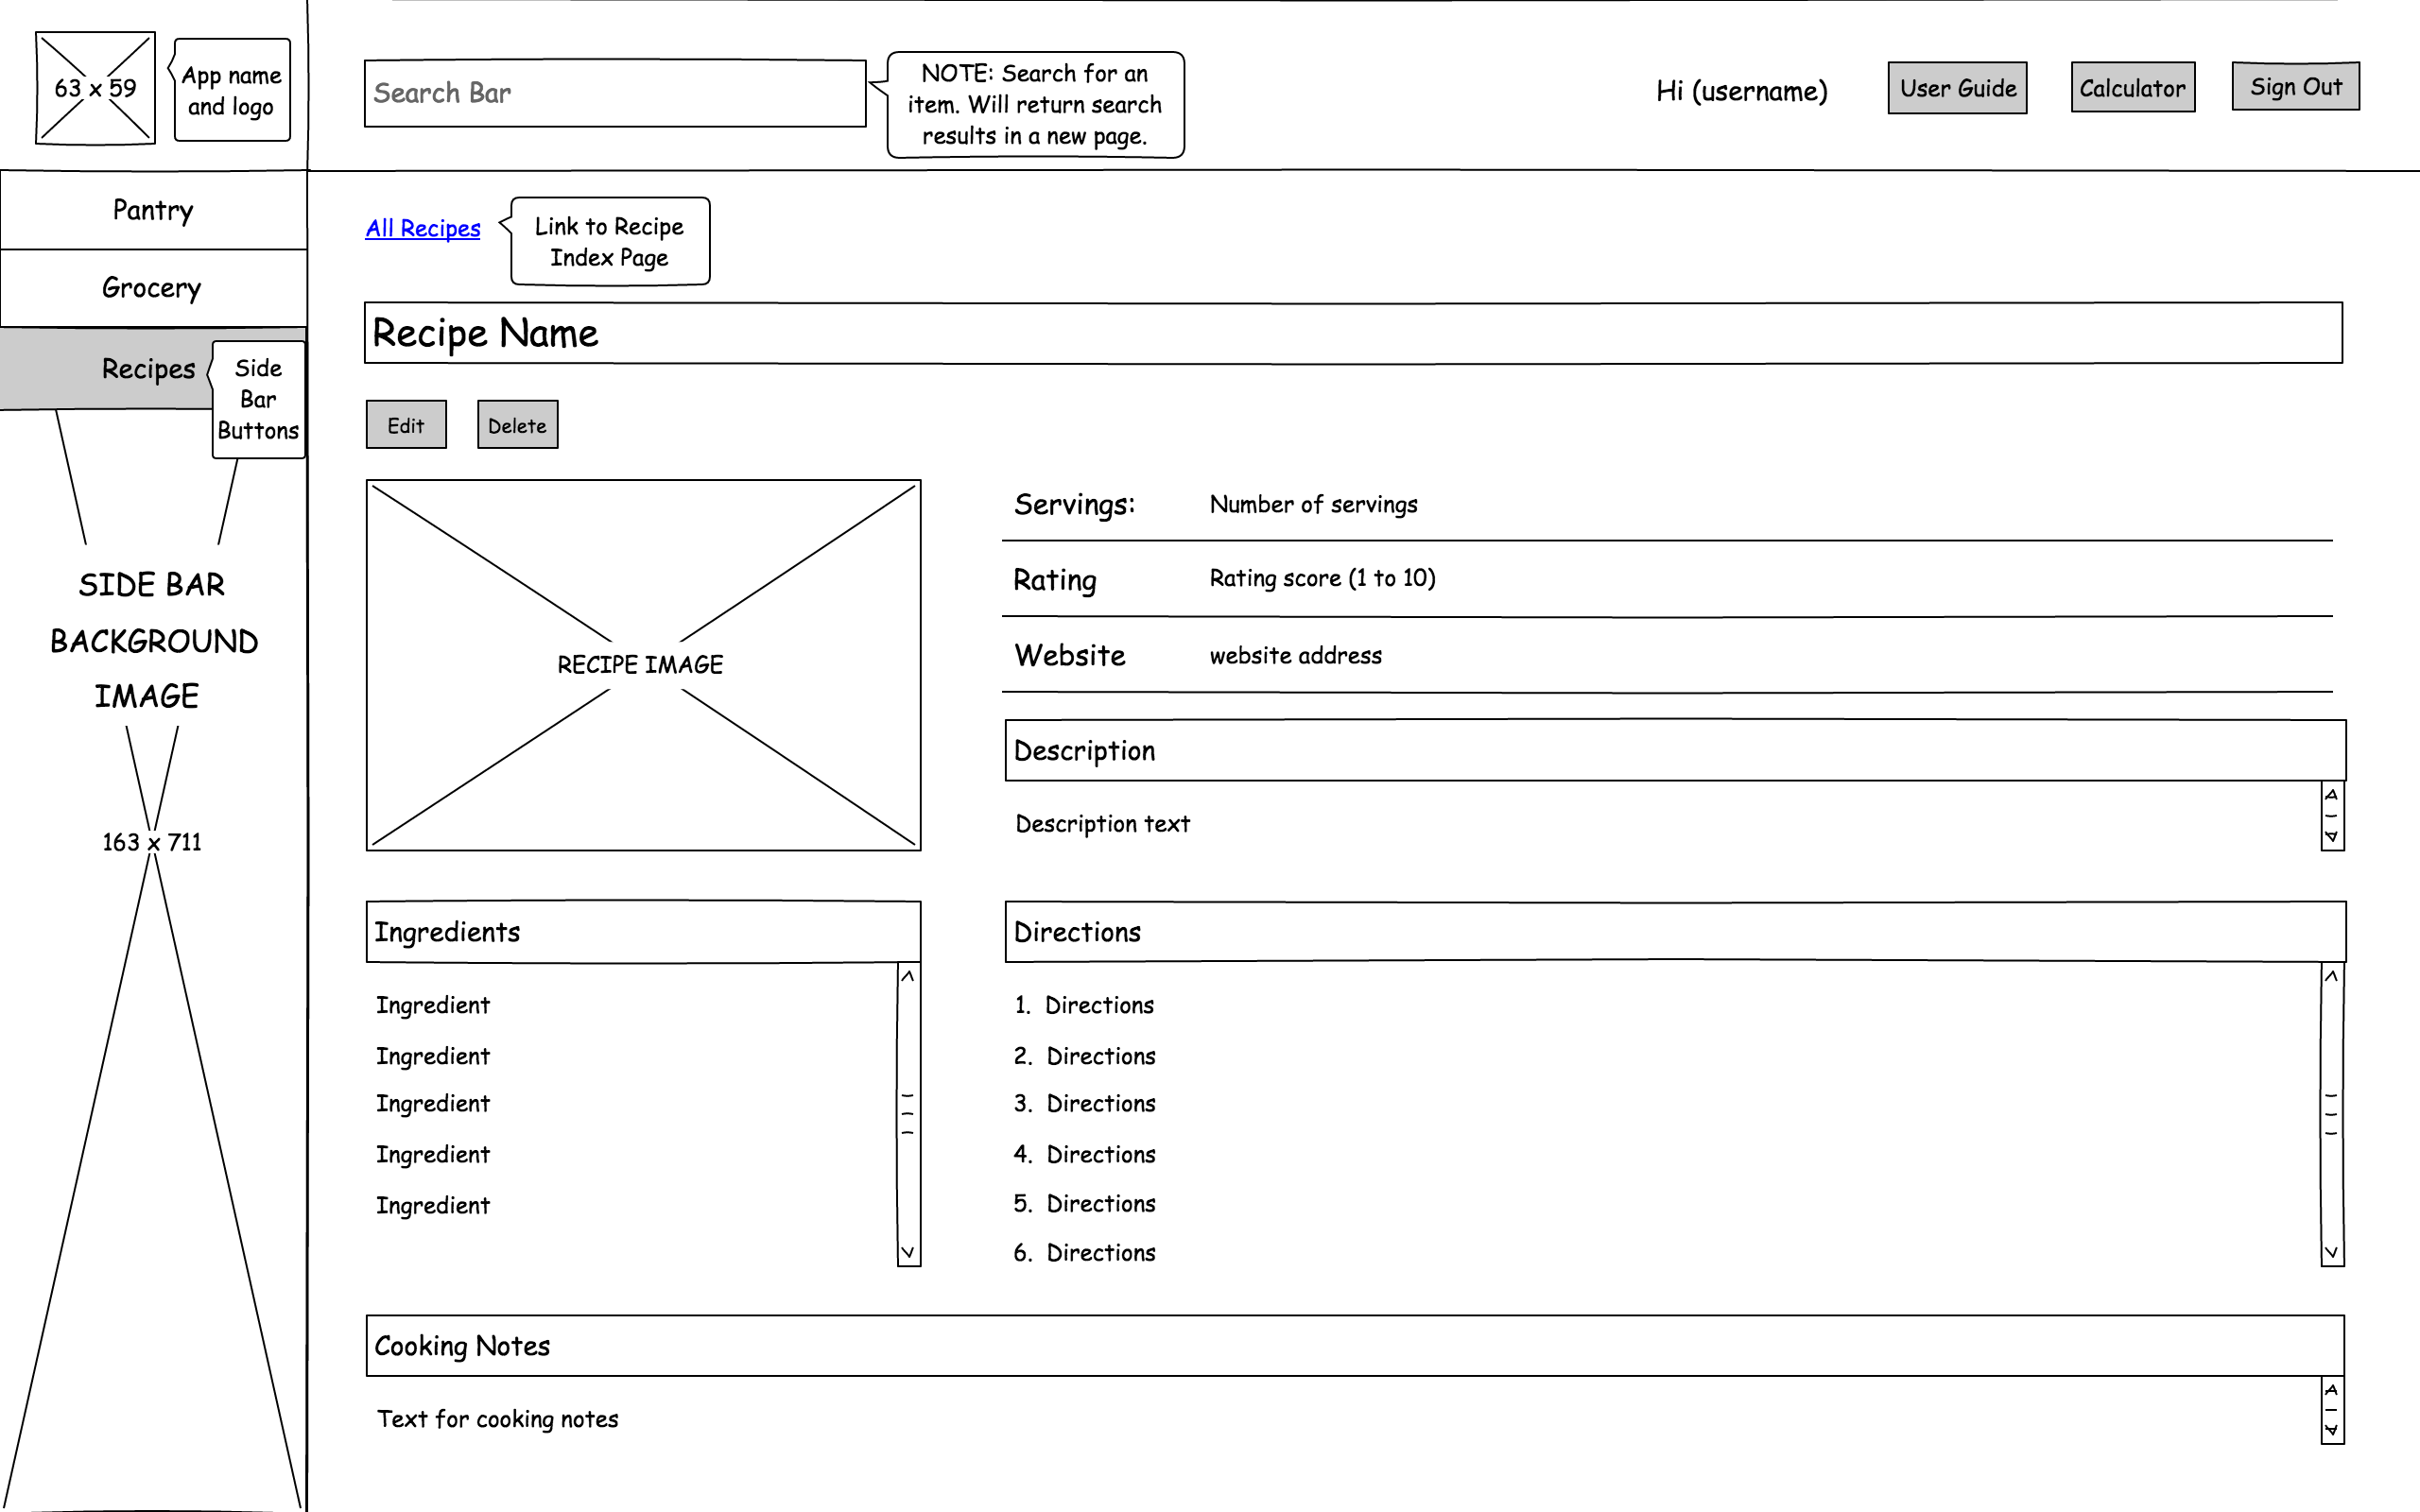 63 x 59
App name
and logo
Search Bar
NOTE: Search for an
item. Will return search
results in a new page.
Hi (username)
User Guide
Calculator
Sign Out
Pantry
Grocery
Recipes
Side
Bar
Buttons
SIDE BAR
BACKGROUND
IMAGE
163 x 711
All Recipes
Link to Recipe
Index Page
Recipe Name
Edit
Delete
RECIPE IMAGE
Servings: Number of servings
Rating Rating score (1 to 10)
Website website address
Description
Description text
Ingredients
Ingredient
Ingredient
Ingredient
Ingredient
Ingredient
Directions
1. Directions
2. Directions
3. Directions
4. Directions
5. Directions
6. Directions
Cooking Notes
Text for cooking notes